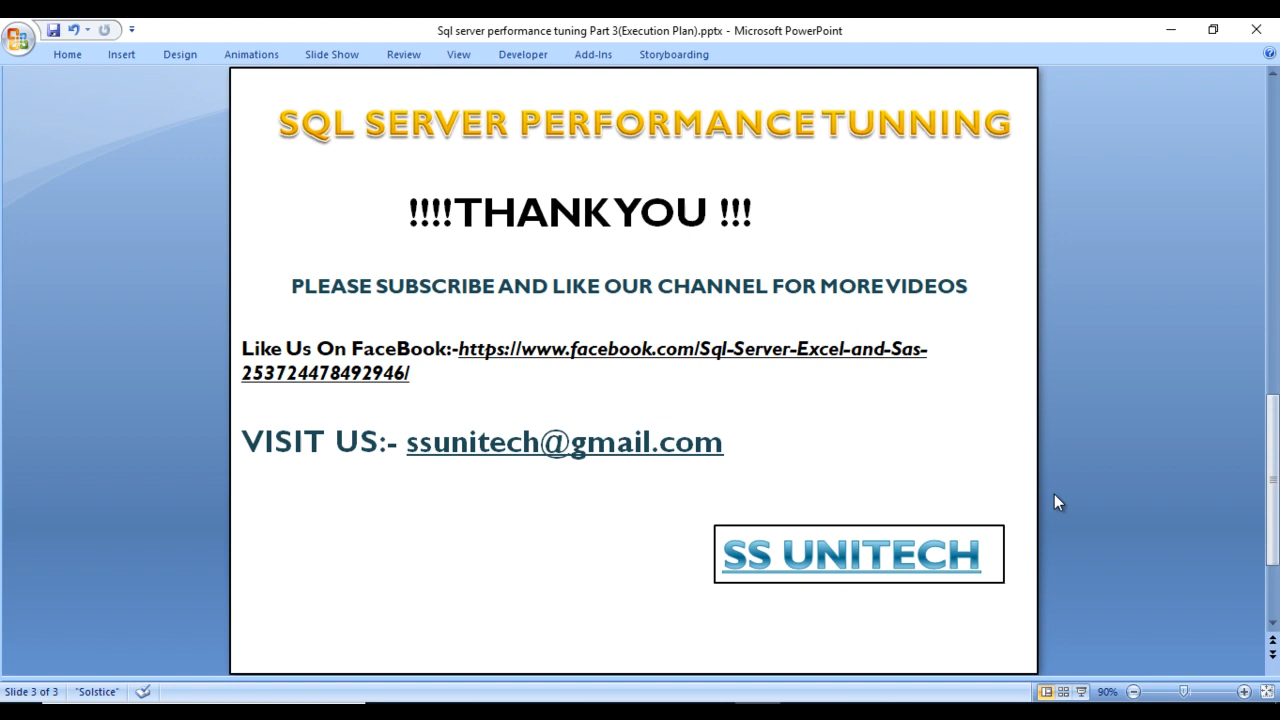 Sql server performance tuning Part 3(Execution Plan).pptx - Microsoft PowerPoint
Home Insert Design Animations Slide Show Review View Developer Add-Ins Storyboarding
SQL SERVER PERFORMANCE TUNNING
!!!!THANK YOU !!!
PLEASE SUBSCRIBE AND LIKE OUR CHANNEL FOR MORE VIDEOS
Like Us On FaceBook:-https://www.facebook.com/Sql-Server-Excel-and-Sas-
253724478492946/
VISIT US:- ssunitech@gmail.com
SS UNITECH
Slide 3 of 3 "Solstice" 90%